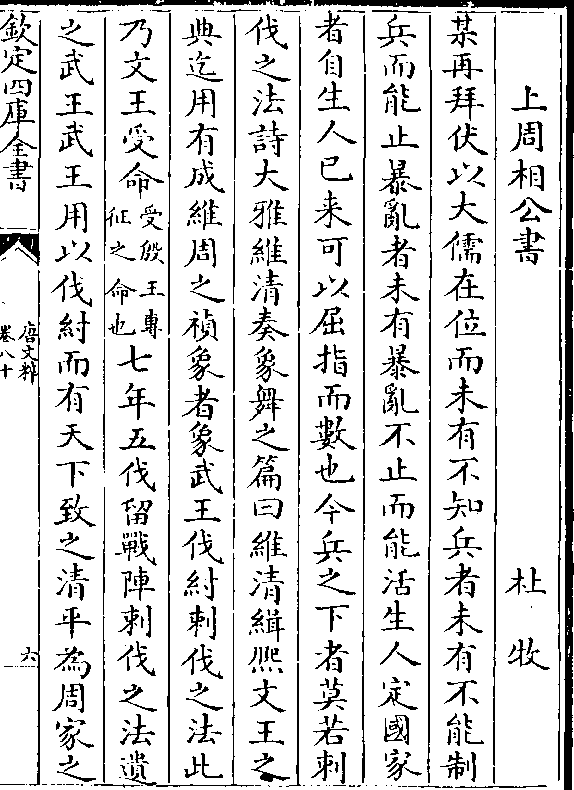 上周相公書　杜牧
某再拜伏以大儒在位而未有不知兵者未有不能制
兵而能止暴亂者未有暴亂不止而能活生人定國家
者自生人已来可以屈指而數也今兵之下者莫若刺
伐之法詩大雅維清奏象舞之篇曰維清緝熈文王之
典迄用有成維周之禎象者象武王伐紂刺伐之法此
乃文王受命受殷王專征之命也七年五伐留戰陣刺伐之法遺
之武王武王用以伐紂而有天下致之清平為周家之
欽定四庫全書
唐文粹
卷八十
六